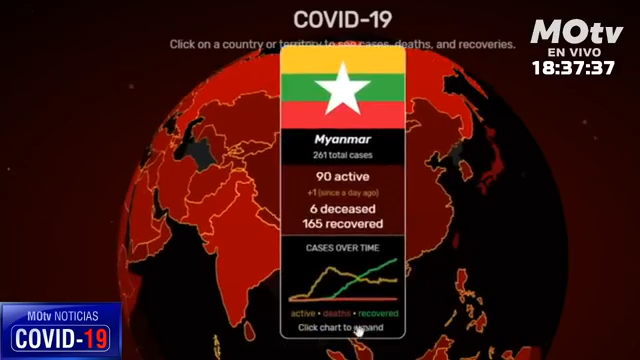 COVID-19
Click on a country or territory to see cases, deaths, and recoveries.
MOtv
EN VIVO
18:37:37
Myanmar
261 total cases
90 active
+1 (since a day ago)
6 deceased
165 recovered
CASES OVER TIME
active • deaths • recovered
Click chart to expand
MOtv NOTICIAS
COVID-19